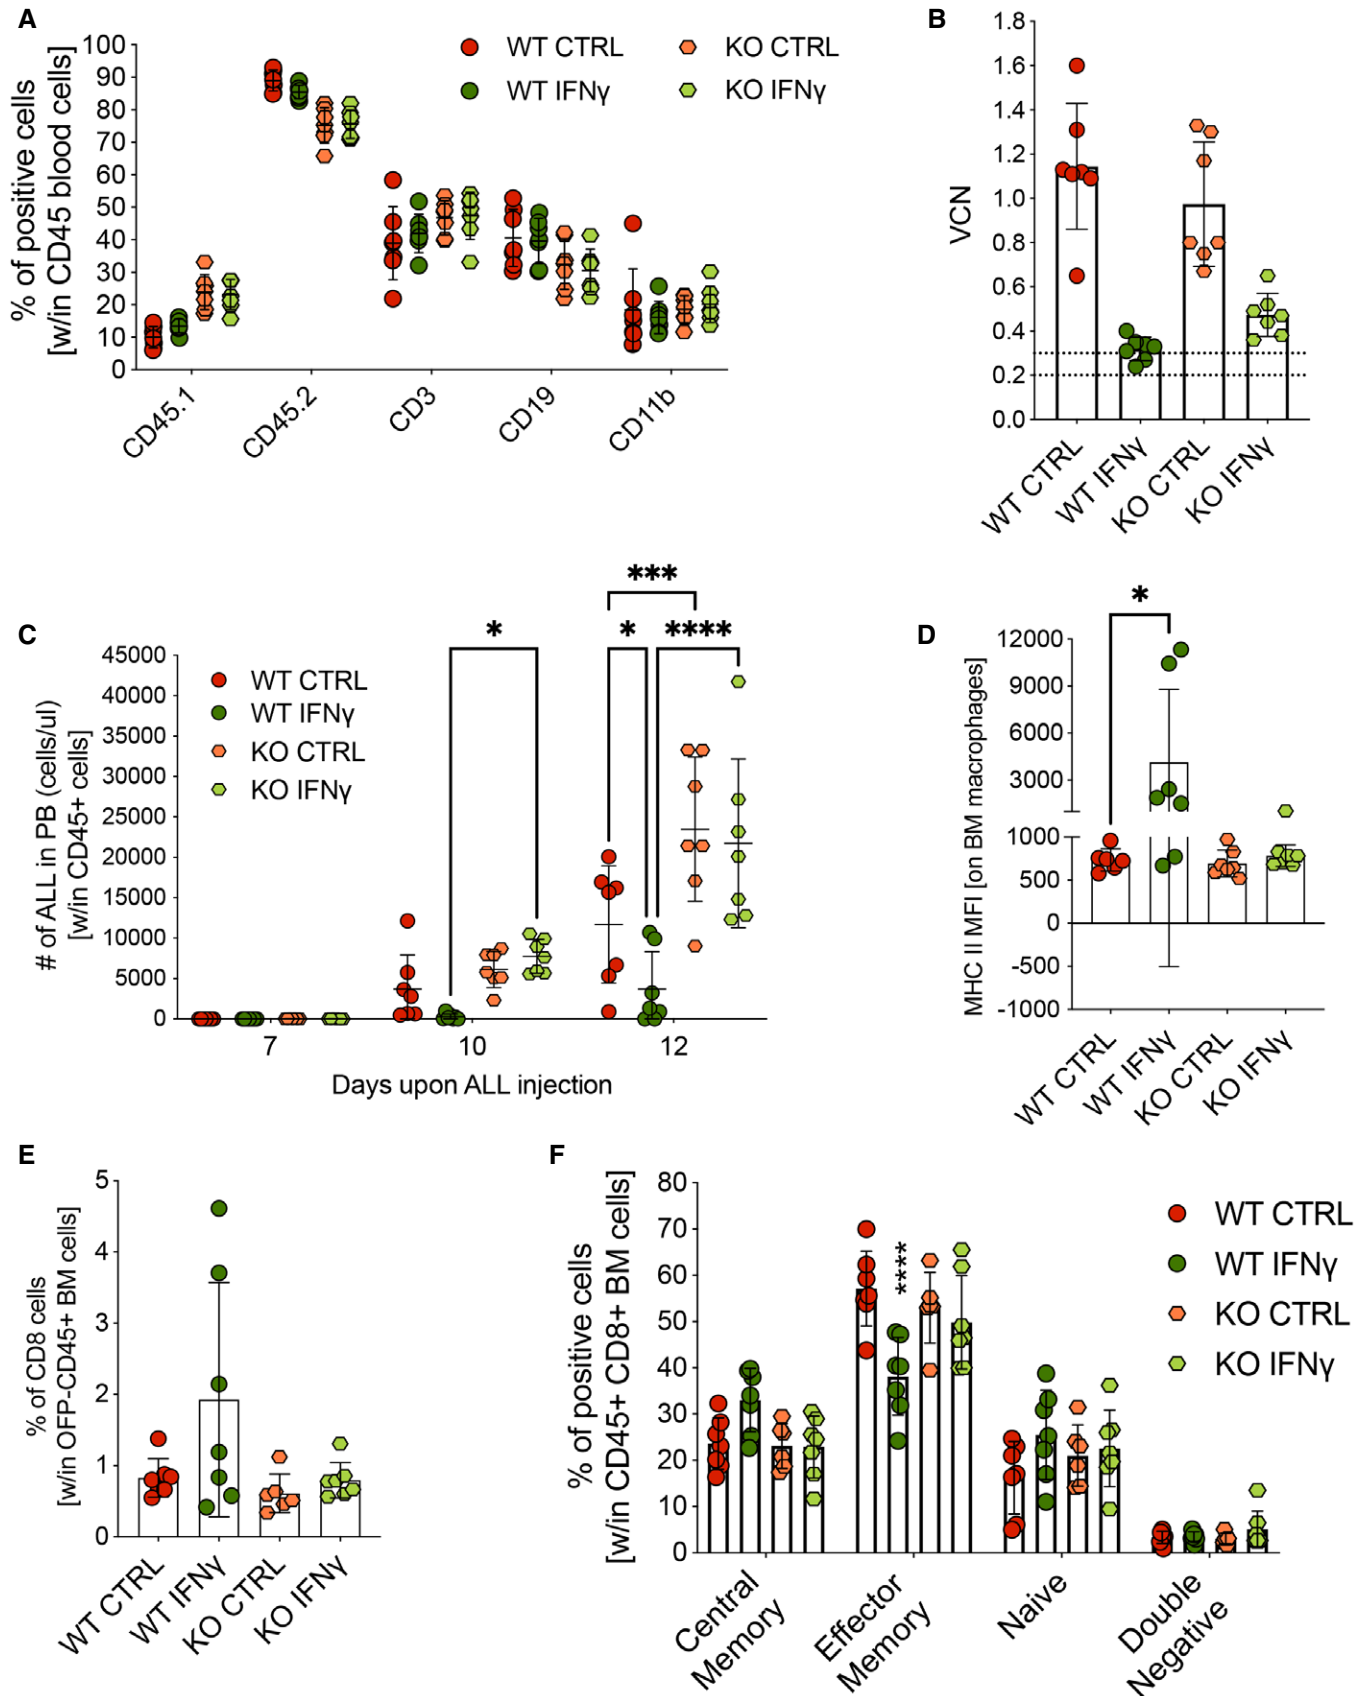 A
% of positive cells
[w/in CD45 blood cells]
100
90
80
70
60
50
40
30
20
10
0
WT CTRL
WT IFNγ
KO CTRL
KO IFNγ
CD45.1
CD45.2
CD3
CD19
CD11b
B
VCN
1.8
1.6
1.4
1.2
1.0
0.8
0.6
0.4
0.2
0.0
WT CTRL
WT IFNγ
KO CTRL
KO IFNγ
C
# of ALL in PB (cells/ul)
[w/in CD45+ cells]
45000
40000
35000
30000
25000
20000
15000
10000
5000
0
WT CTRL
WT IFNγ
KO CTRL
KO IFNγ
*
***
*
****
7
10
12
Days upon ALL injection
D
MHC II MFI [on BM macrophages]
*
12000
9000
6000
3000
1000
500
0
-500
-1000
WT CTRL
WT IFNγ
KO CTRL
KO IFNγ
E
% of CD8 cells
[w/in OFP-CD45+ BM cells]
5
4
3
2
1
0
WT CTRL
WT IFNγ
KO CTRL
KO IFNγ
F
% of positive cells
[w/in CD45+ CD8+ BM cells]
80
70
60
50
40
30
20
10
0
****
WT CTRL
WT IFNγ
KO CTRL
KO IFNγ
Central
Memory
Effector
Memory
Naive
Double
Negative